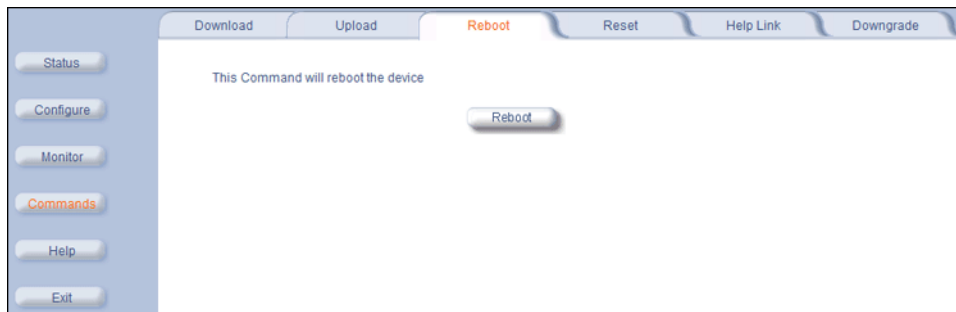 Download Upload Reboot Reset Help Link Downgrade
Status
This Command will reboot the device
Configure
Reboot
Monitor
Commands
Help
Exit